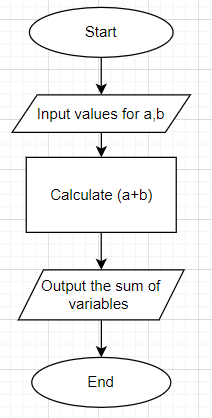 Start
Input values for a,b
Calculate (a+b)
Output the sum of
variables
End